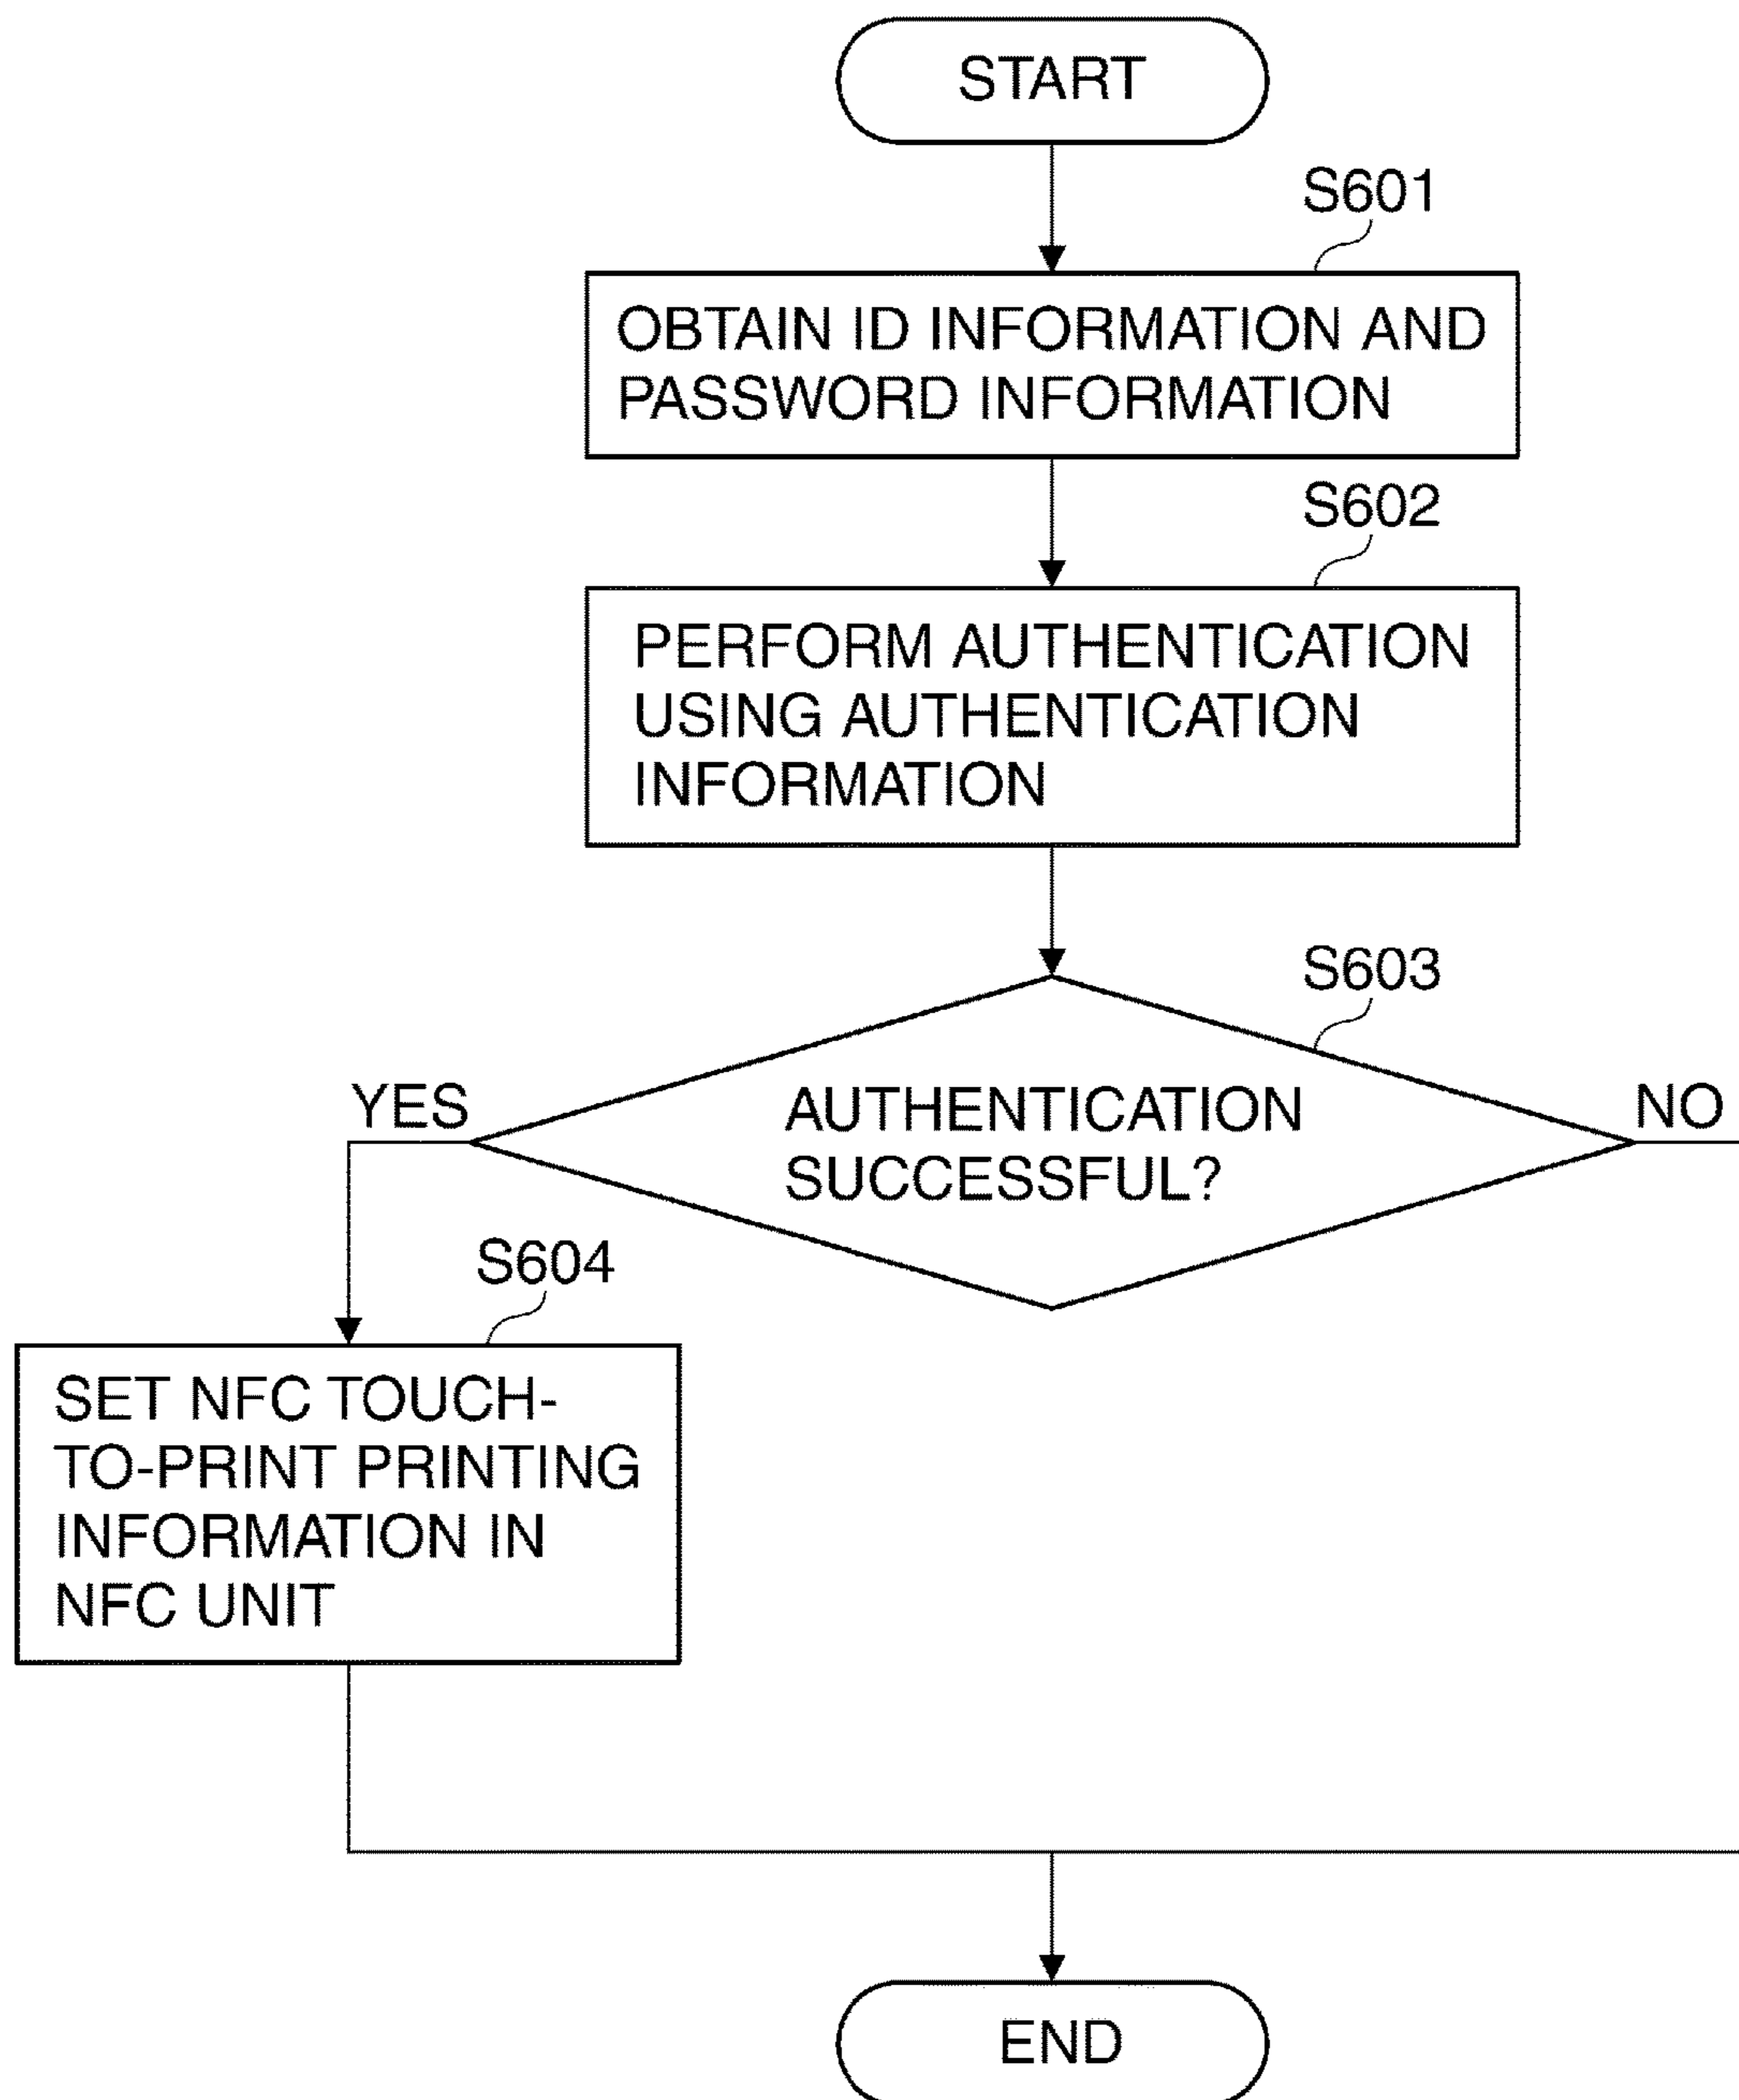 START
S601
OBTAIN ID INFORMATION AND
PASSWORD INFORMATION
S602
PERFORM AUTHENTICATION
USING AUTHENTICATION
INFORMATION
S603
YES
AUTHENTICATION
SUCCESSFUL?
NO
S604
SET NFC TOUCH-
TO-PRINT PRINTING
INFORMATION IN
NFC UNIT
END